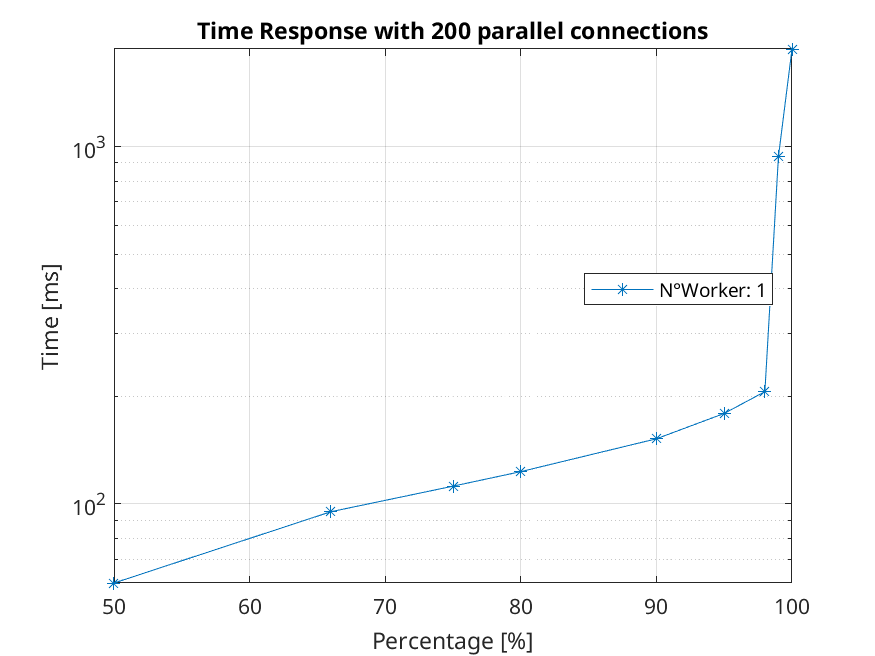 Time Response with 200 parallel connections
10^3
10^2
Time [ms]
N°Worker: 1
50 60 70 80 90 100
Percentage [%]